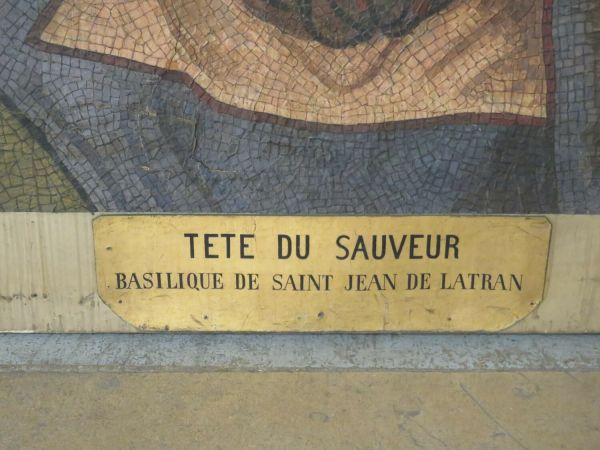 TETE DU SAUVEUR
BASILIQUE DE SAINT JEAN DE LATRAN